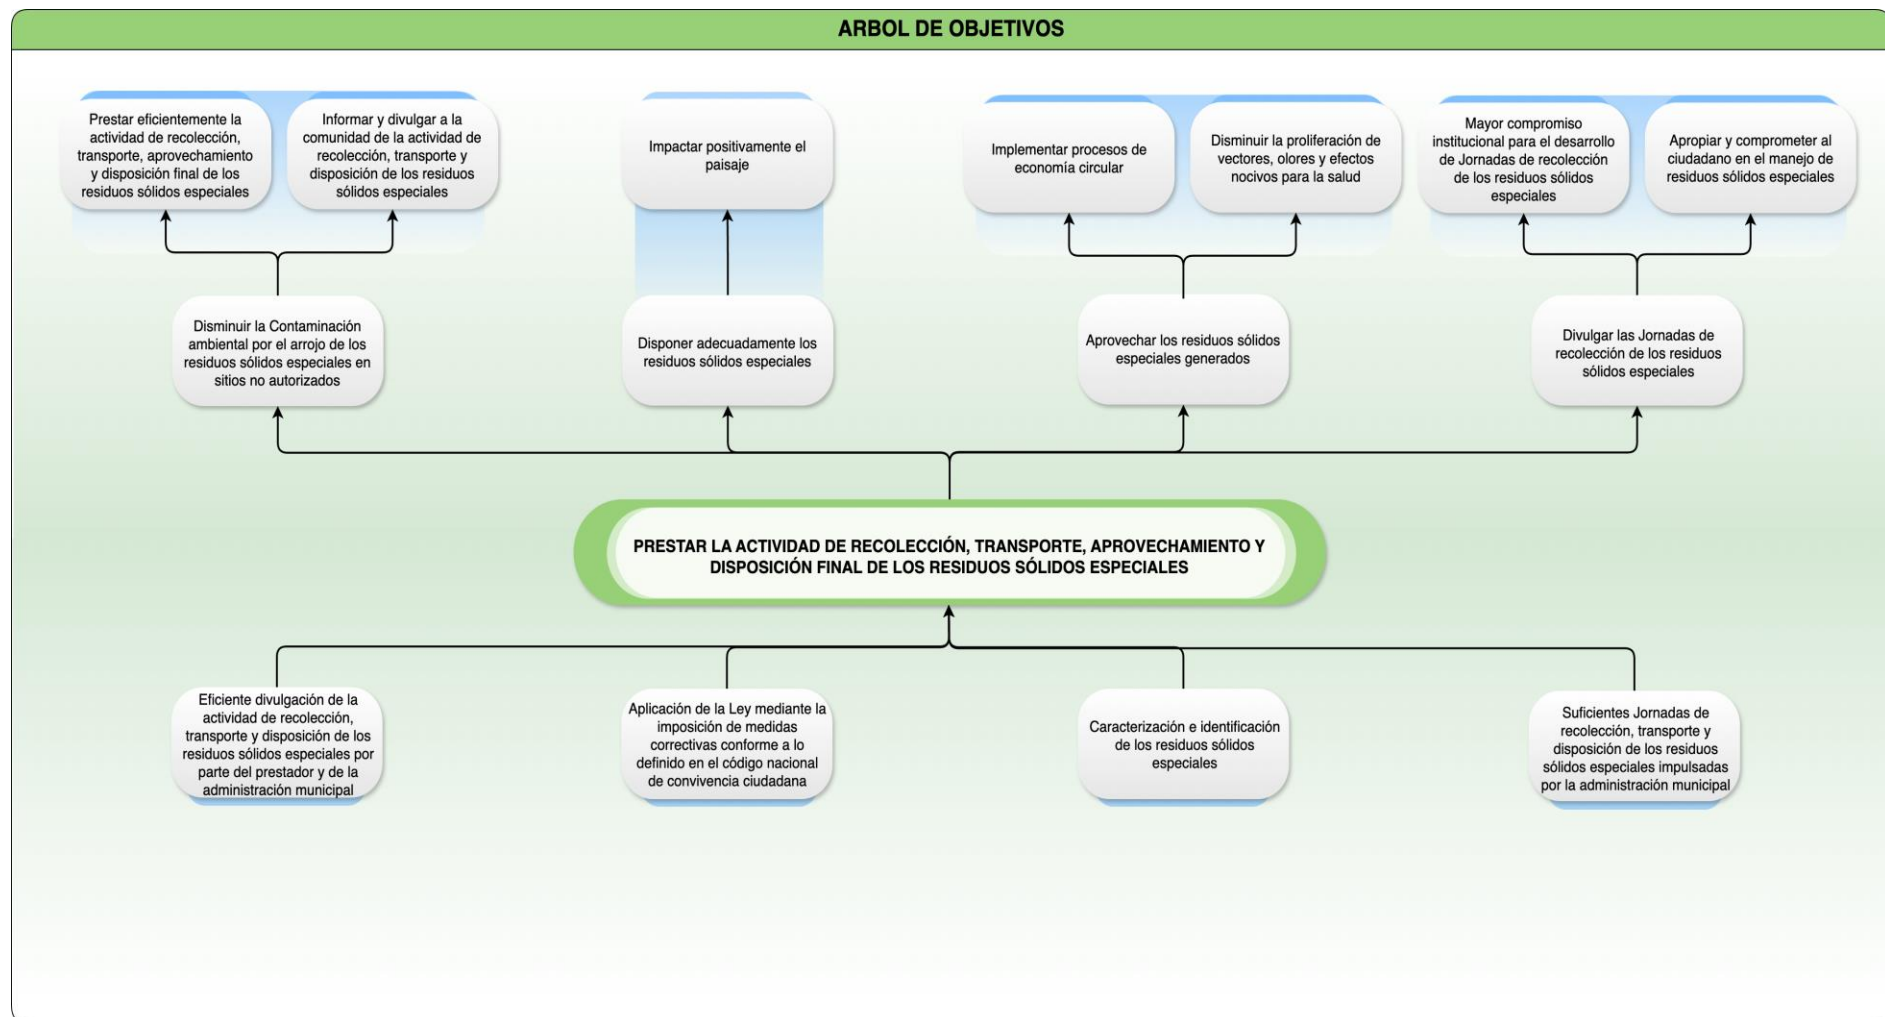 ARBOL DE OBJETIVOS
Prestar eficientemente la
actividad de recolección,
transporte, aprovechamiento
y disposición final de los
residuos sólidos especiales
Informar y divulgar a la
comunidad de la actividad de
recolección, transporte y
disposición de los residuos
sólidos especiales
Impactar positivamente el
paisaje
Implementar procesos de
economía circular
Disminuir la proliferación de
vectores, olores y efectos
nocivos para la salud
Mayor compromiso
institucional para el desarrollo
de Jornadas de recolección
de los residuos sólidos
especiales
Apropiar y comprometer al
ciudadano en el manejo de
residuos sólidos especiales
Disminuir la Contaminación
ambiental por el arrojo de los
residuos sólidos especiales en
sitios no autorizados
Disponer adecuadamente los
residuos sólidos especiales
Aprovechar los residuos sólidos
especiales generados
Divulgar las Jornadas de
recolección de los residuos
sólidos especiales
PRESTAR LA ACTIVIDAD DE RECOLECCIÓN, TRANSPORTE, APROVECHAMIENTO Y
DISPOSICIÓN FINAL DE LOS RESIDUOS SÓLIDOS ESPECIALES
Eficiente divulgación de la
actividad de recolección,
transporte y disposición de los
residuos sólidos especiales por
parte del prestador y de la
administración municipal
Aplicación de la Ley mediante la
imposición de medidas
correctivas conforme a lo
definido en el código nacional
de convivencia ciudadana
Caracterización e identificación
de los residuos sólidos
especiales
Suficientes Jornadas de
recolección, transporte y
disposición de los residuos
sólidos especiales impulsadas
por la administración municipal